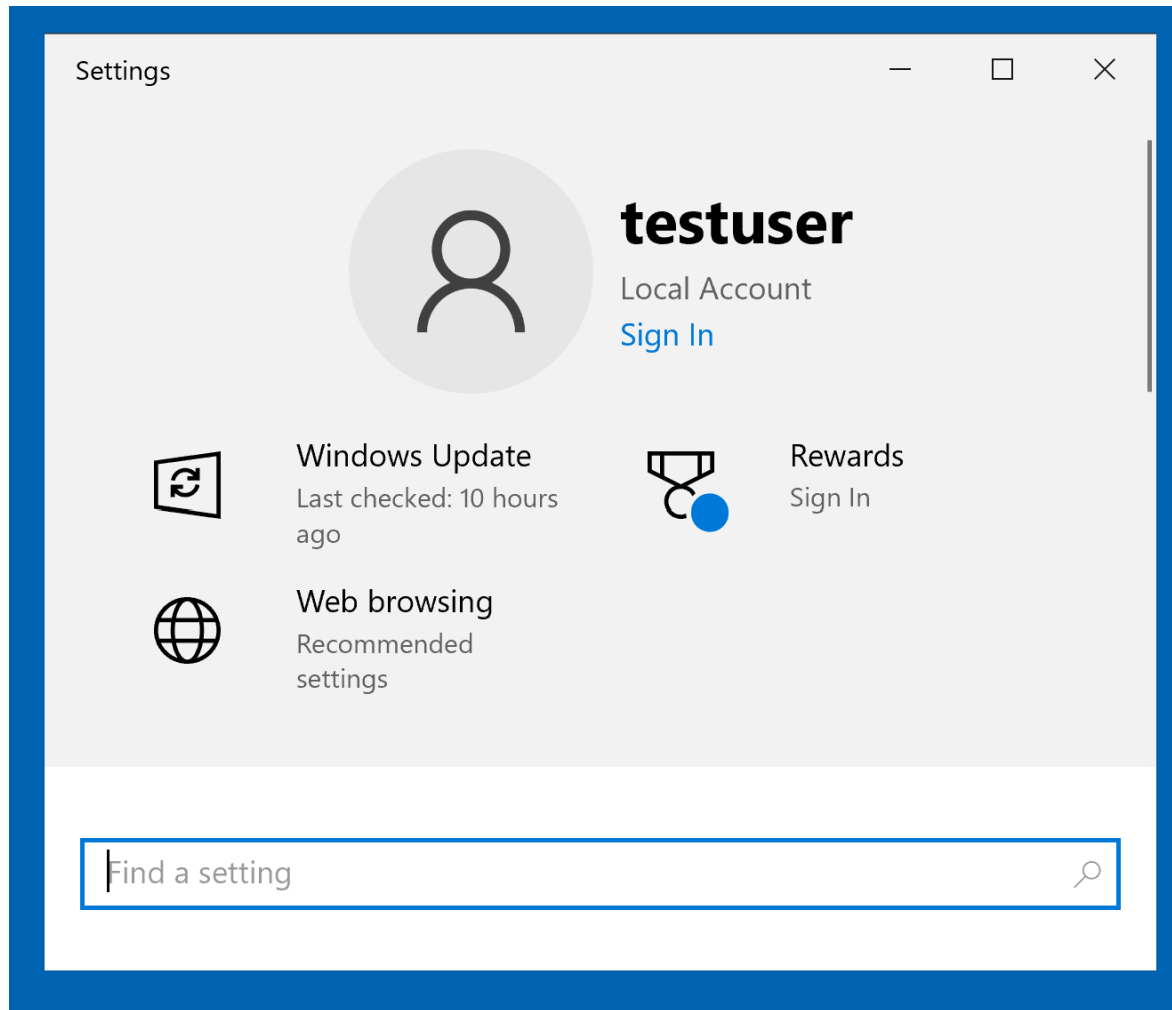 Settings
testuser
Local Account
Sign In
Windows Update
Last checked: 10 hours
ago
Rewards
Sign In
Web browsing
Recommended
settings
Find a setting